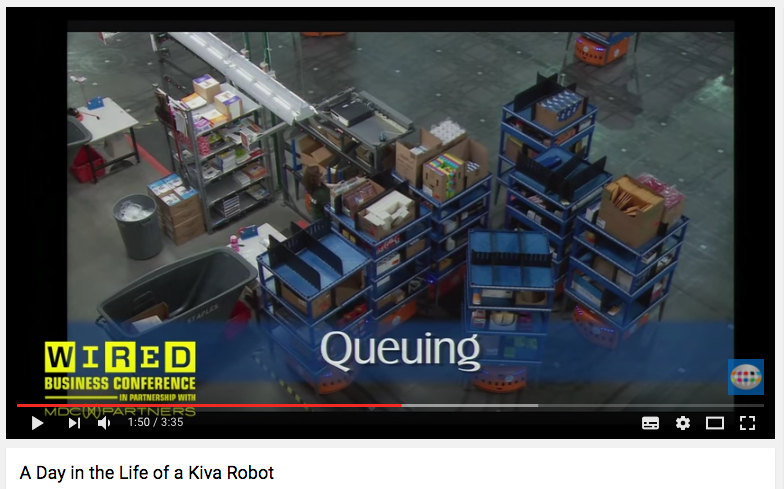 STAPLES
Queuing
WIRED
BUSINESS CONFERENCE
IN PARTNERSHIP WITH
MDC(X)PARTNERS
1:50 / 3:35
A Day in the Life of a Kiva Robot